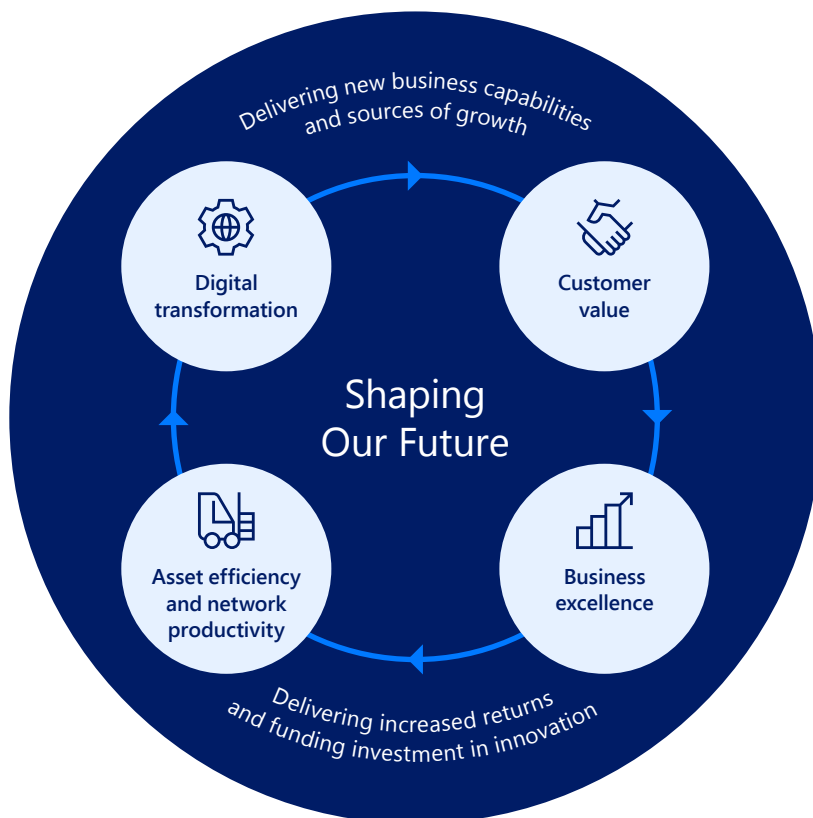 Delivering new business capabilities
and sources of growth
Digital
transformation
Customer
value
Shaping
Our Future
Asset efficiency
and network
productivity
Business
excellence
Delivering increased returns
and funding investment in innovation